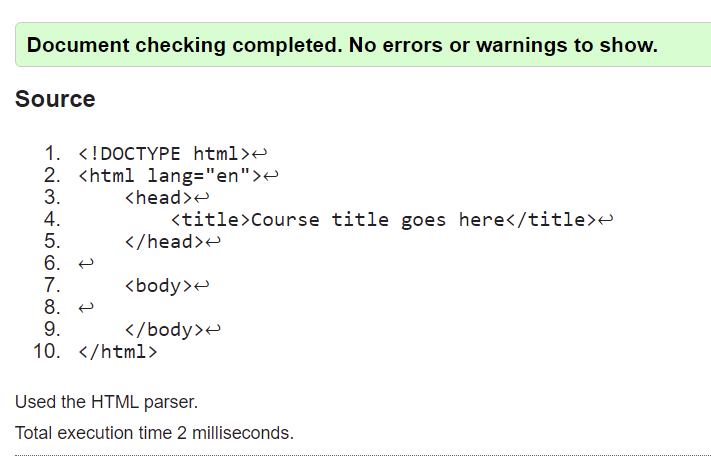 Document checking completed. No errors or warnings to show.
Source
1. <!DOCTYPE html>↩
2. <html lang="en">↩
3.     <head>↩
4.         <title>Course title goes here</title>↩
5.     </head>↩
6. ↩
7.     <body>↩
8. ↩
9.     </body>↩
10. </html>
Used the HTML parser.
Total execution time 2 milliseconds.